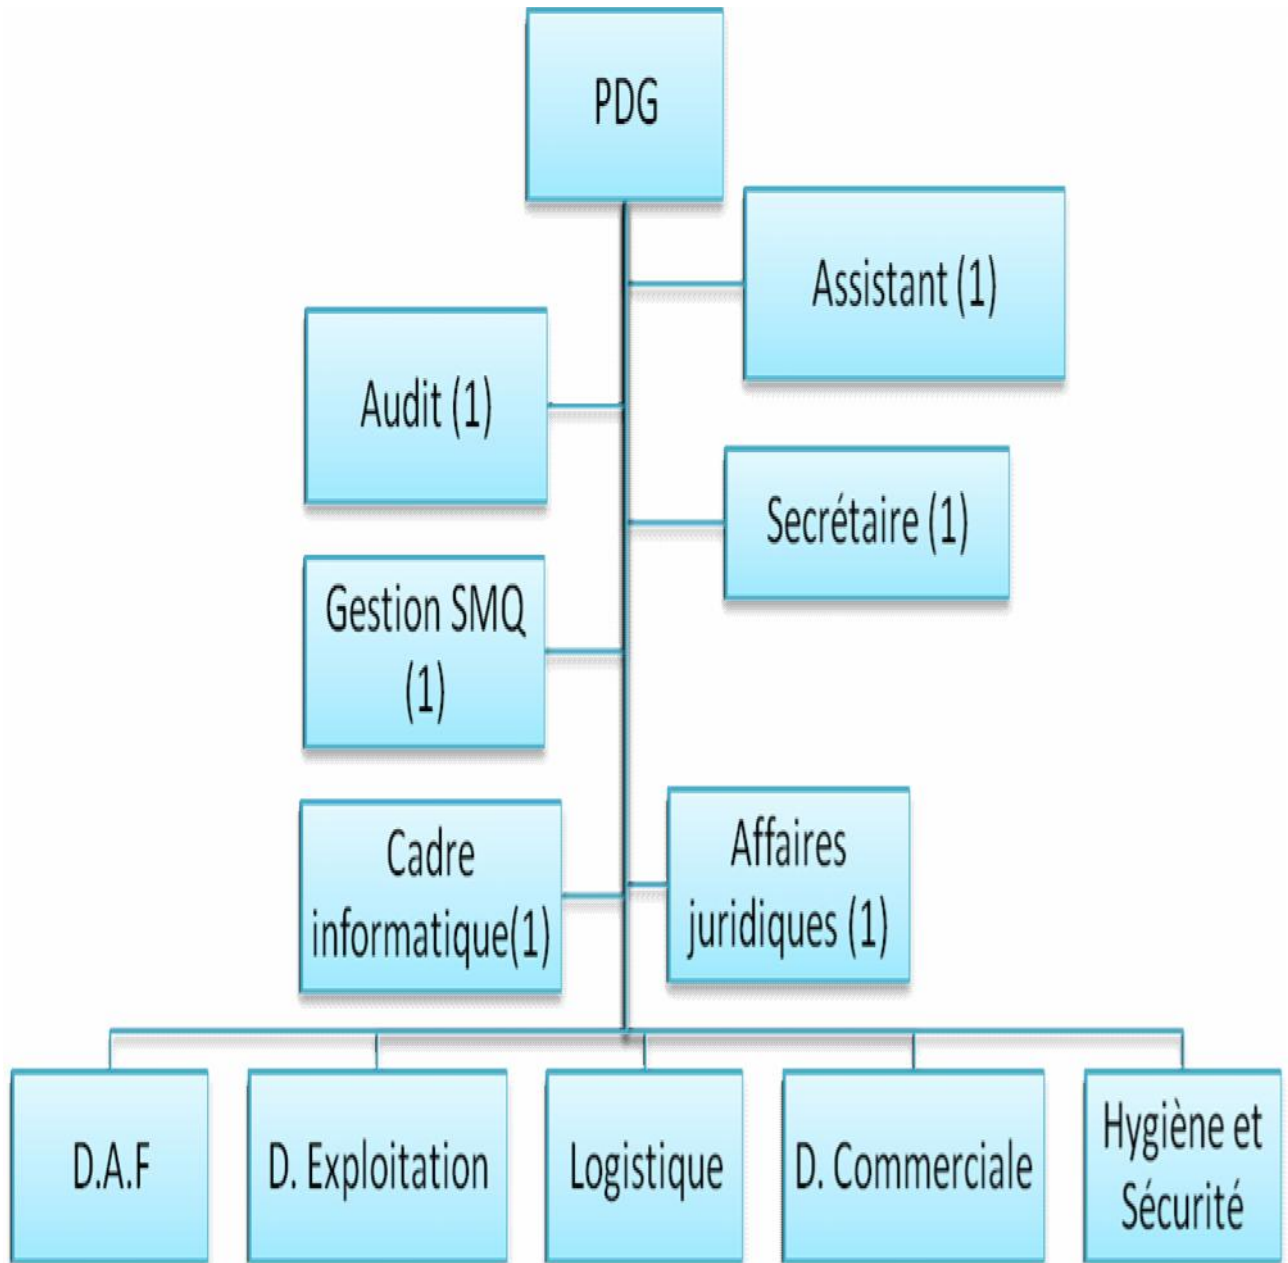 PDG
Assistant (1)
Audit (1)
Secrétaire (1)
Gestion SMQ
(1)
Cadre
informatique(1)
Affaires
juridiques (1)
D.A.F
D. Exploitation
Logistique
D. Commerciale
Hygiène et
Sécurité